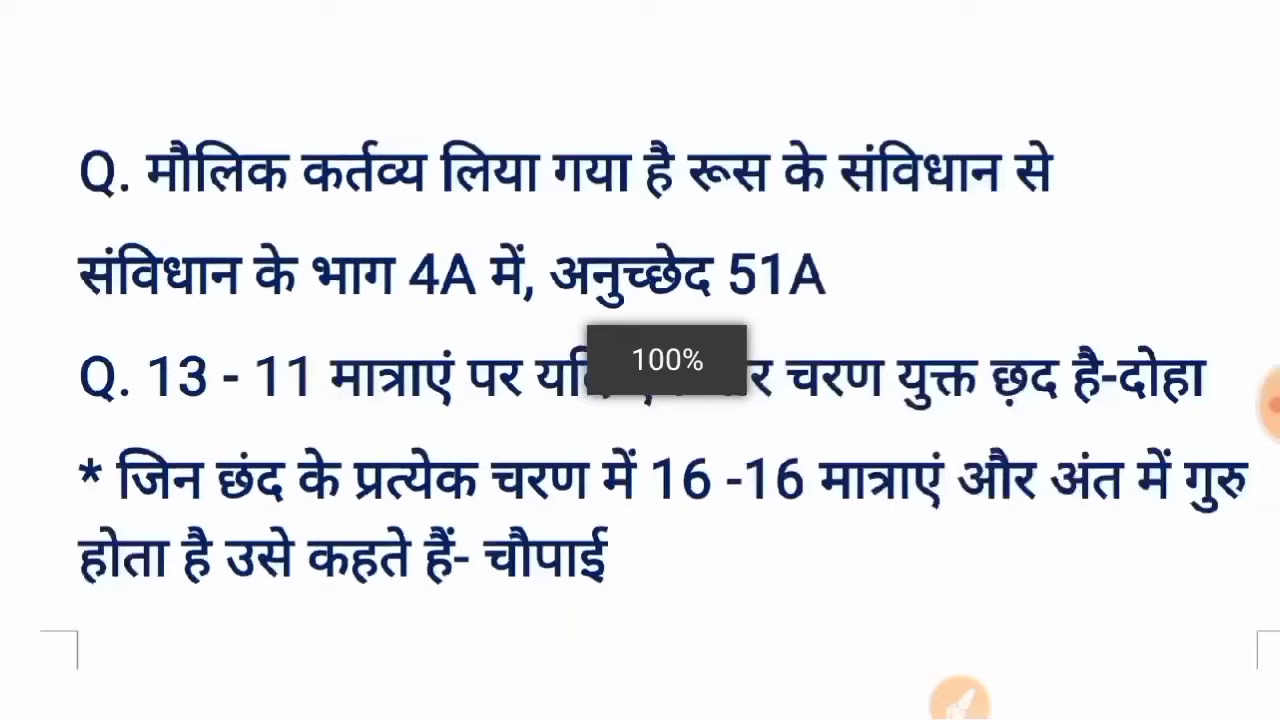 Q. मौलिक कर्तव्य लिया गया है रूस के संविधान से
संविधान के भाग 4A में, अनुच्छेद 51A
Q. 13 - 11 मात्राएं पर चरण युक्त छ़द है-दोहा
100%
* जिन छंद के प्रत्येक चरण में 16 -16 मात्राएं और अंत में गुरु
होता है उसे कहते हैं- चौपाई